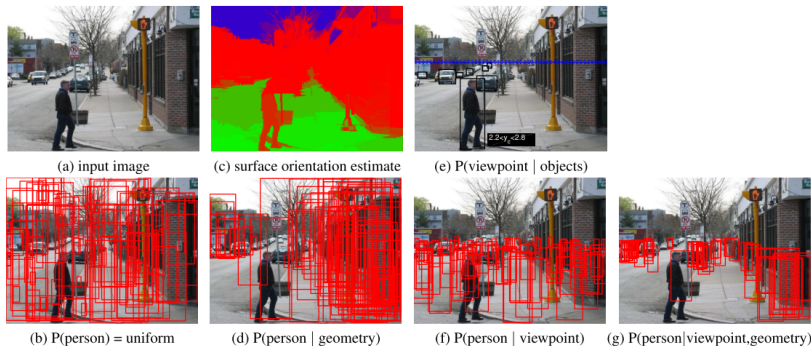 (a) input image
(c) surface orientation estimate
2.2<yc<2.8
(e) P(viewpoint | objects)
(b) P(person) = uniform
(d) P(person | geometry)
(f) P(person | viewpoint)
(g) P(person|viewpoint,geometry)